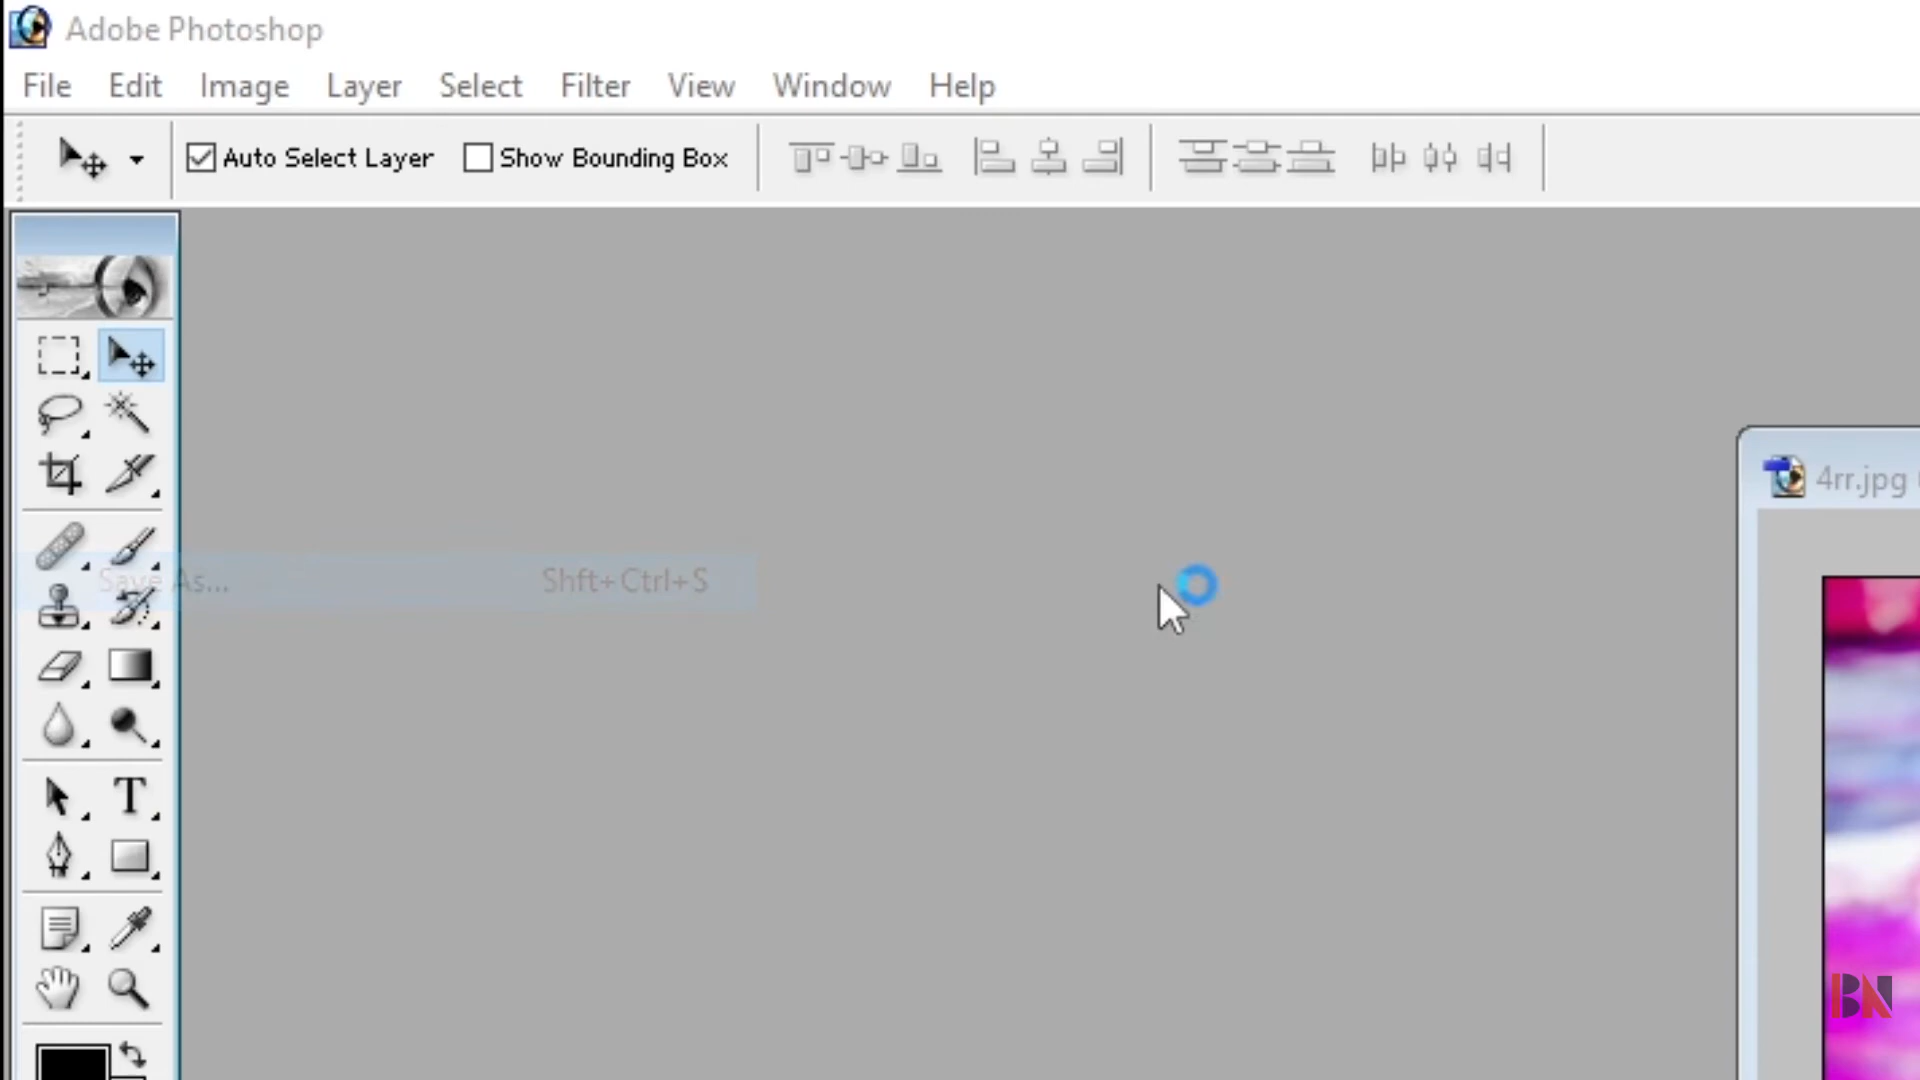 Adobe Photoshop
File Edit Image Layer Select Filter View Window Help
Auto Select Layer Show Bounding Box
4rr.jpg
Save As... Shft+Ctrl+S
T
BN